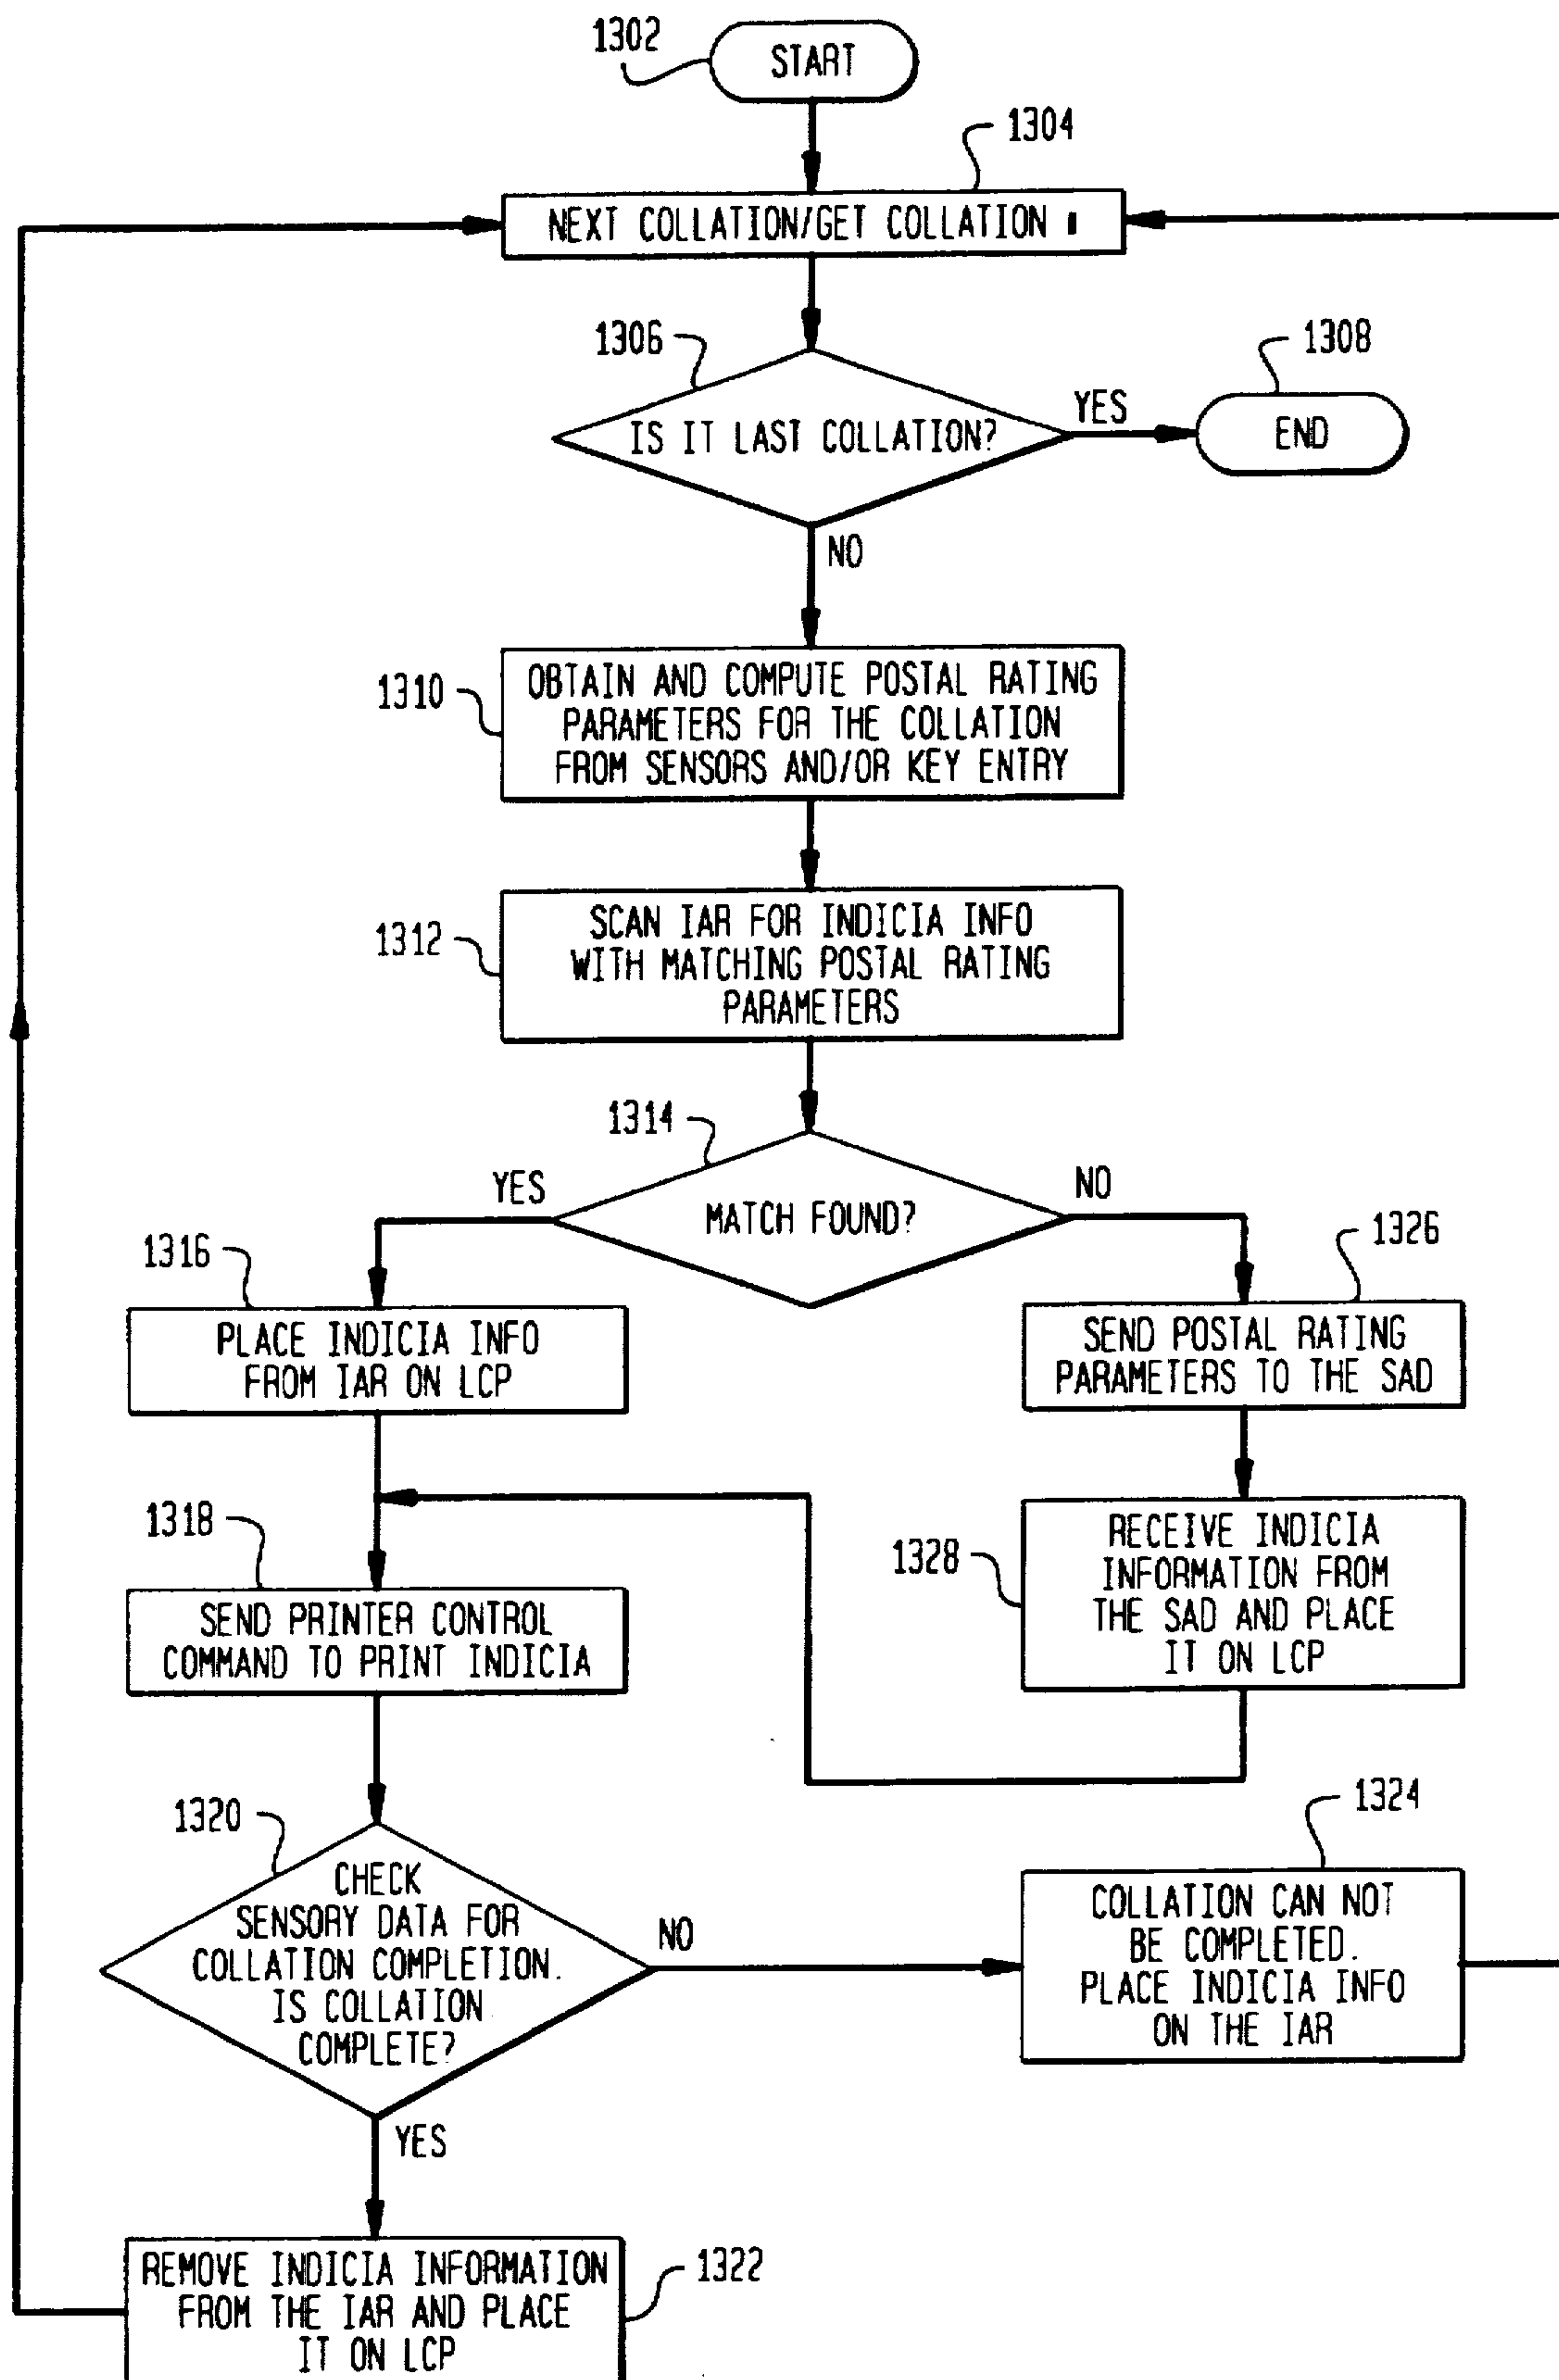 1302
START
1304
NEXT COLLATION/GET COLLATION
1306
IS IT LAST COLLATION?
YES
1308
END
NO
1310
OBTAIN AND COMPUTE POSTAL RATING
PARAMETERS FOR THE COLLATION
FROM SENSORS AND/OR KEY ENTRY
1312
SCAN IAR FOR INDICIA INFO
WITH MATCHING POSTAL RATING
PARAMETERS
1314
MATCH FOUND?
YES
NO
1316
PLACE INDICIA INFO
FROM IAR ON LCP
1326
SEND POSTAL RATING
PARAMETERS TO THE SAD
1318
SEND PRINTER CONTROL
COMMAND TO PRINT INDICIA
1328
RECEIVE INDICIA
INFORMATION FROM
THE SAD AND PLACE
IT ON LCP
1320
CHECK
SENSORY DATA FOR
COLLATION COMPLETION.
IS COLLATION
COMPLETE?
NO
1324
COLLATION CAN NOT
BE COMPLETED.
PLACE INDICIA INFO
ON THE IAR
YES
1322
REMOVE INDICIA INFORMATION
FROM THE IAR AND PLACE
IT ON LCP